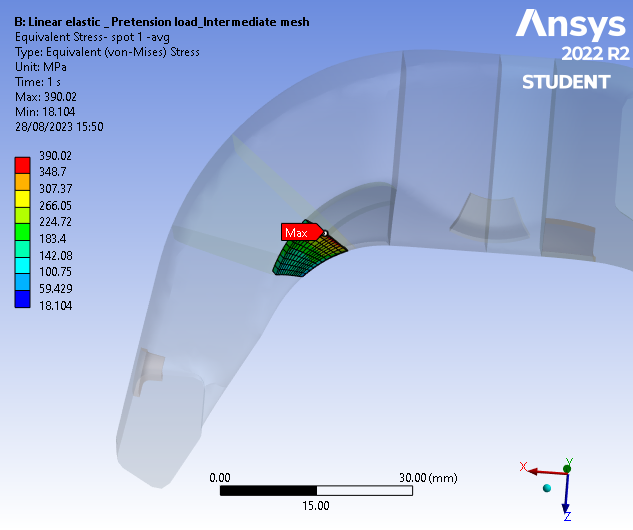 B: Linear elastic _ Pretension load_Intermediate mesh
Equivalent Stress- spot 1 -avg
Type: Equivalent (von-Mises) Stress
Unit: MPa
Time: 1 s
Max: 390.02
Min: 18.104
28/08/2023 15:50
Ansys
2022 R2
STUDENT
390.02
348.7
307.37
266.05
224.72
183.4
142.08
100.75
59.429
18.104
Max
0.00
30.00 (mm)
15.00
X
Y
Z